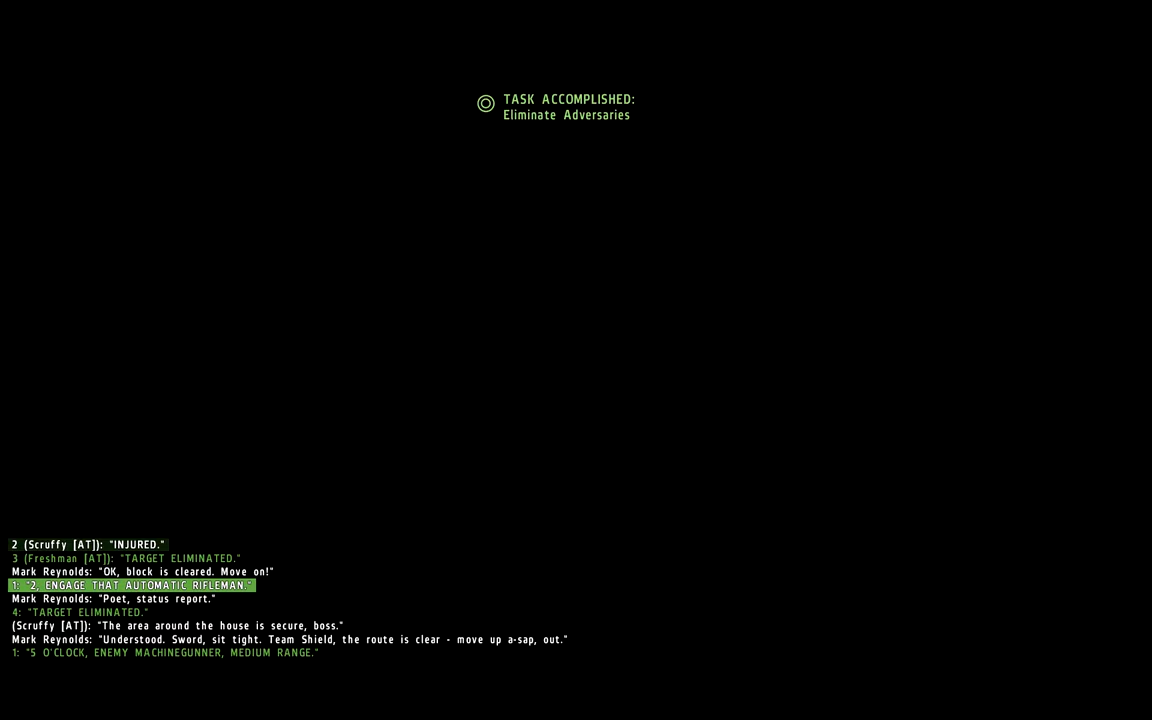 TASK ACCOMPLISHED:
Eliminate Adversaries
2 (Scruffy [AT]): "INJURED."
3 (Freshman [AT]): "TARGET ELIMINATED."
Mark Reynolds: "OK, block is cleared. Move on!"
1: "2, ENGAGE THAT AUTOMATIC RIFLEMAN."
Mark Reynolds: "Poet, status report."
4: "TARGET ELIMINATED."
(Scruffy [AT]): "The area around the house is secure, boss."
Mark Reynolds: "Understood. Sword, sit tight. Team Shield, the route is clear - move up a-sap, out."
1: "5 O'CLOCK, ENEMY MACHINEGUNNER, MEDIUM RANGE."